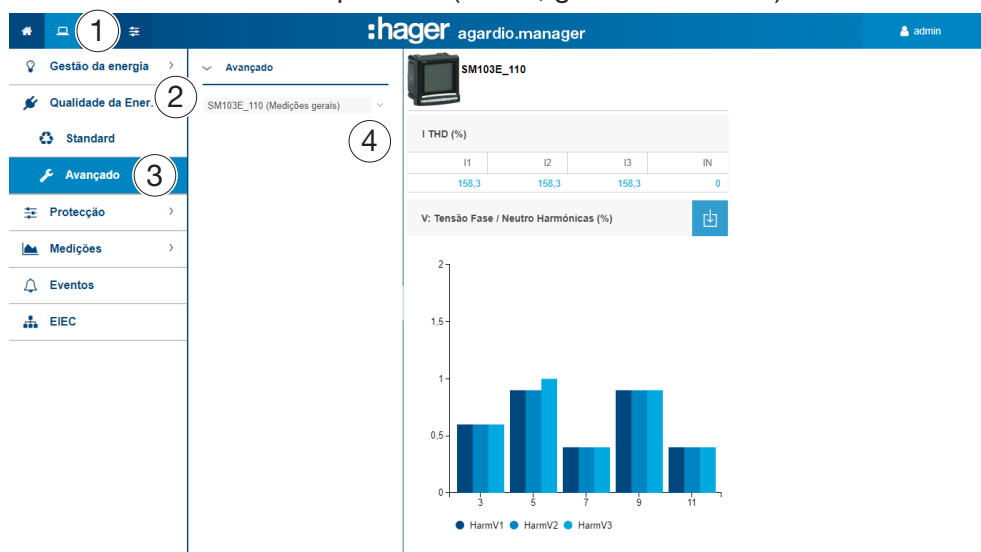 :hager agardio.manager
admin
1
Gestão da energia
Qualidade da Ener.
2
Standard
Avançado
3
Protecção
Medições
Eventos
EIEC
Avançado
SM103E_110 (Medições gerais)
4
SM103E_110
I THD (%)
I1 I2 I3 IN
158,3 158,3 158,3 0
V: Tensão Fase / Neutro Harmónicas (%)
2
1,5
1
0,5
0
3 5 7 9 11
HarmV1 HarmV2 HarmV3